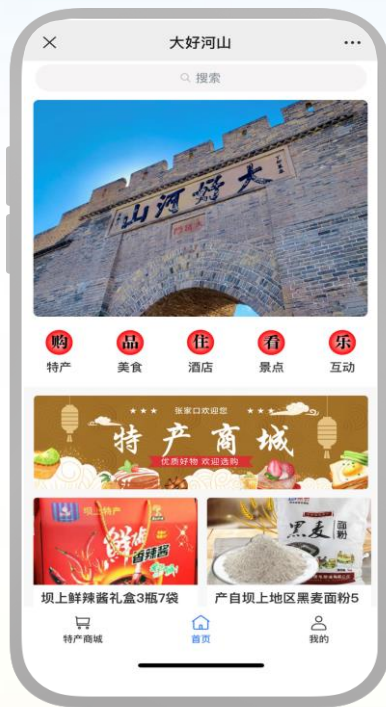 大好河山
搜索
山河好大
大境門
购 品 住 看 乐
特产 美食 酒店 景点 互动
张家口欢迎您
特产商城
优质好物 欢迎选购
坝上特产
鲜椒
香辣酱
黑麦面粉
坝上鲜辣酱礼盒3瓶7袋
产自坝上地区黑麦面粉5
特产商城 首页 我的